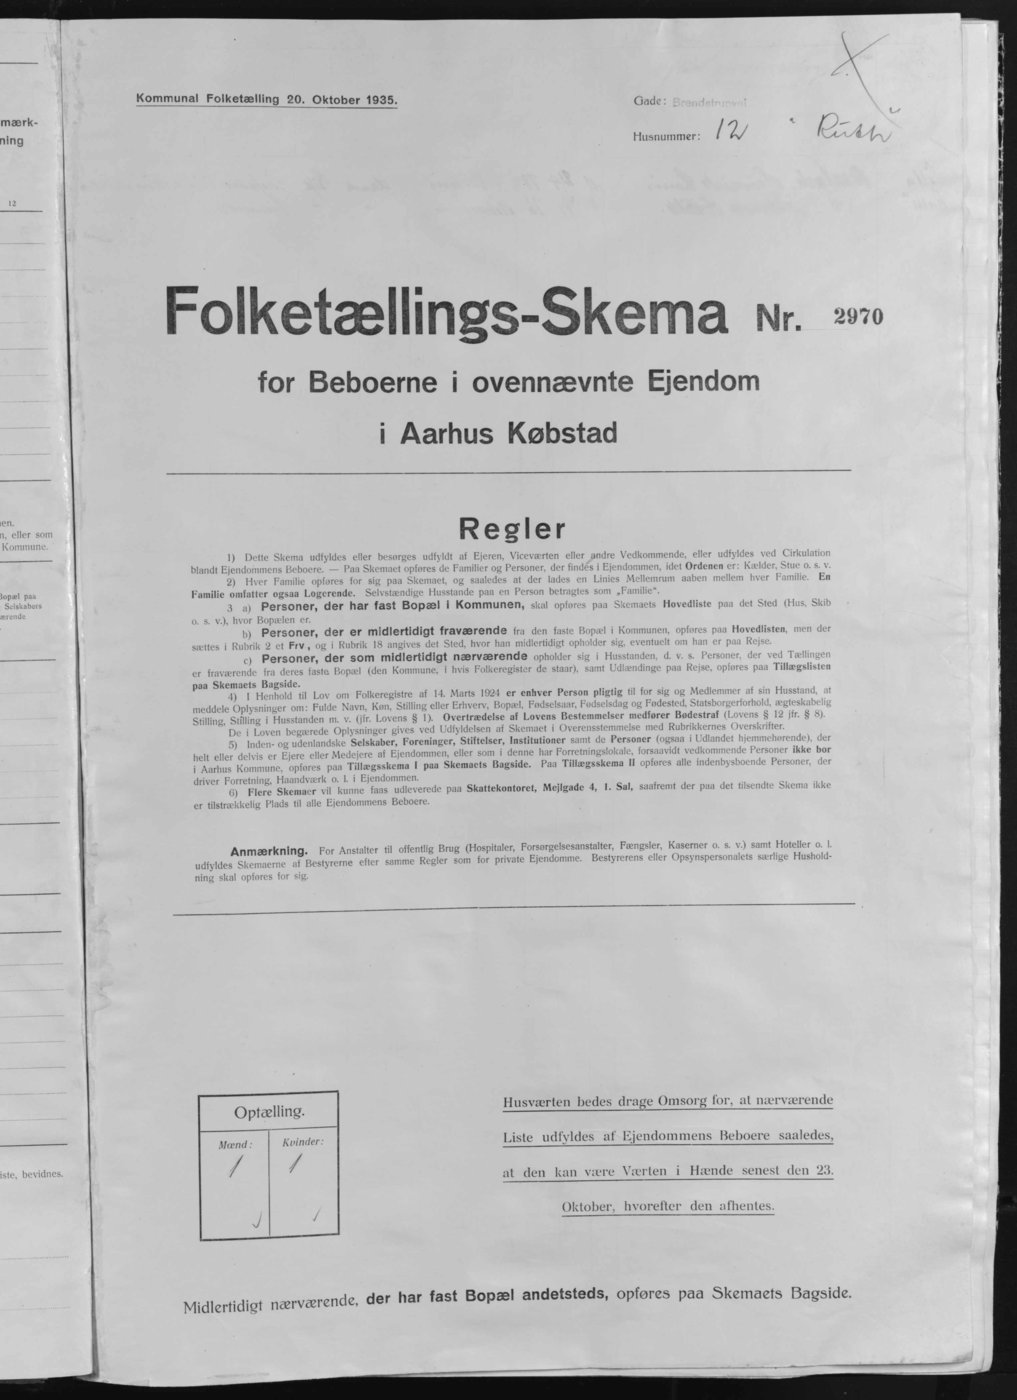 mærk-
ning
12
en.
n, eller som
Kommune.
Bopæl paa
Selskabers
ærende
iste, bevidnes.
Kommunal Folketælling 20. Oktober 1935.
Gade:
Husnummer: 12 "Ruth"
Folketællings-Skema Nr. 2970
for Beboerne i ovennævnte Ejendom
i Aarhus Købstad
Regler
1) Dette Skema udfyldes eller besørges udfyldt af Ejeren, Viceværten eller andre Vedkommende, eller udfyldes ved Cirkulation
blandt Ejendommens Beboere. — Paa Skemaet opføres de Familier og Personer, der findes i Ejendommen, idet Ordenen er: Kælder, Stue o. s. v.
2) Hver Familie opføres for sig paa Skemaet, og saaledes at der lades en Linies Mellemrum aaben mellem hver Familie. En
Familie omfatter ogsaa Logerende. Selvstændige Husstande paa en Person betragtes som „Familie“.
3 a) Personer, der har fast Bopæl i Kommunen, skal opføres paa Skemaets Hovedliste paa det Sted (Hus, Skib
o. s. v.), hvor Bopælen er.
b) Personer, der er midlertidigt fraværende fra den faste Bopæl i Kommunen, opføres paa Hovedlisten, men der
sættes i Rubrik 2 et Frv., og i Rubrik 18 angives det Sted, hvor han midlertidigt opholder sig, eventuelt om han er paa Rejse.
c) Personer, der som midlertidigt nærværende opholder sig i Husstanden, d. v. s. Personer, der ved Tællingen
er fraværende fra deres faste Bopæl (den Kommune, i hvis Folkeregister de staar), samt Udlændinge paa Rejse, opføres paa Tillægslisten
paa Skemaets Bagside.
4) I Henhold til Lov om Folkeregistre af 14. Marts 1924 er enhver Person pligtig til for sig og Medlemmer af sin Husstand, at
meddele Oplysninger om: Fulde Navn, Køn, Stilling eller Erhverv, Bopæl, Fødselsaar, Fødselsdag og Fødested, Statsborgerforhold, ægteskabelig
Stilling, Stilling i Husstanden m. v. (jfr. Lovens § 1). Overtrædelse af Lovens Bestemmelser medfører Bødestraf (Lovens § 12 jfr. § 8).
De i Loven begærede Oplysninger gives ved Udfyldelsen af Skemaet i Overensstemmelse med Rubrikkernes Overskrifter.
5) Inden- og udenlandske Selskaber, Foreninger, Stiftelser, Institutioner samt de Personer (ogsaa i Udlandet hjemmehørende), der
helt eller delvis er Ejere eller Medejere af Ejendommen, eller som i denne har Forretningslokale, forsaavidt vedkommende Personer ikke bor
i Aarhus Kommune, opføres paa Tillægsskema I paa Skemaets Bagside. Paa Tillægsskema II opføres alle indenbysboende Personer, der
driver Forretning, Haandværk o. l. i Ejendommen.
6) Flere Skemaer vil kunne faas udleverede paa Skattekontoret, Mejlgade 4, 1. Sal, saafremt der paa det tilsendte Skema ikke
er tilstrækkelig Plads til alle Ejendommens Beboere.
Anmærkning. For Anstalter til offentlig Brug (Hospitaler, Forsørgelsesanstalter, Fængsler, Kaserner o. s. v.) samt Hoteller o. l.
udfyldes Skemaerne af Bestyrerne efter samme Regler som for private Ejendomme. Bestyrerens eller Opsynspersonalets særlige Hushold-
ning skal opføres for sig.
Optælling.
Mænd: Kvinder:
1 1
Husværten bedes drage Omsorg for, at nærværende
Liste udfyldes af Ejendommens Beboere saaledes,
at den kan være Værten i Hænde senest den 23.
Oktober, hvorefter den afhentes.
Midlertidigt nærværende, der har fast Bopæl andetsteds, opføres paa Skemaets Bagside.